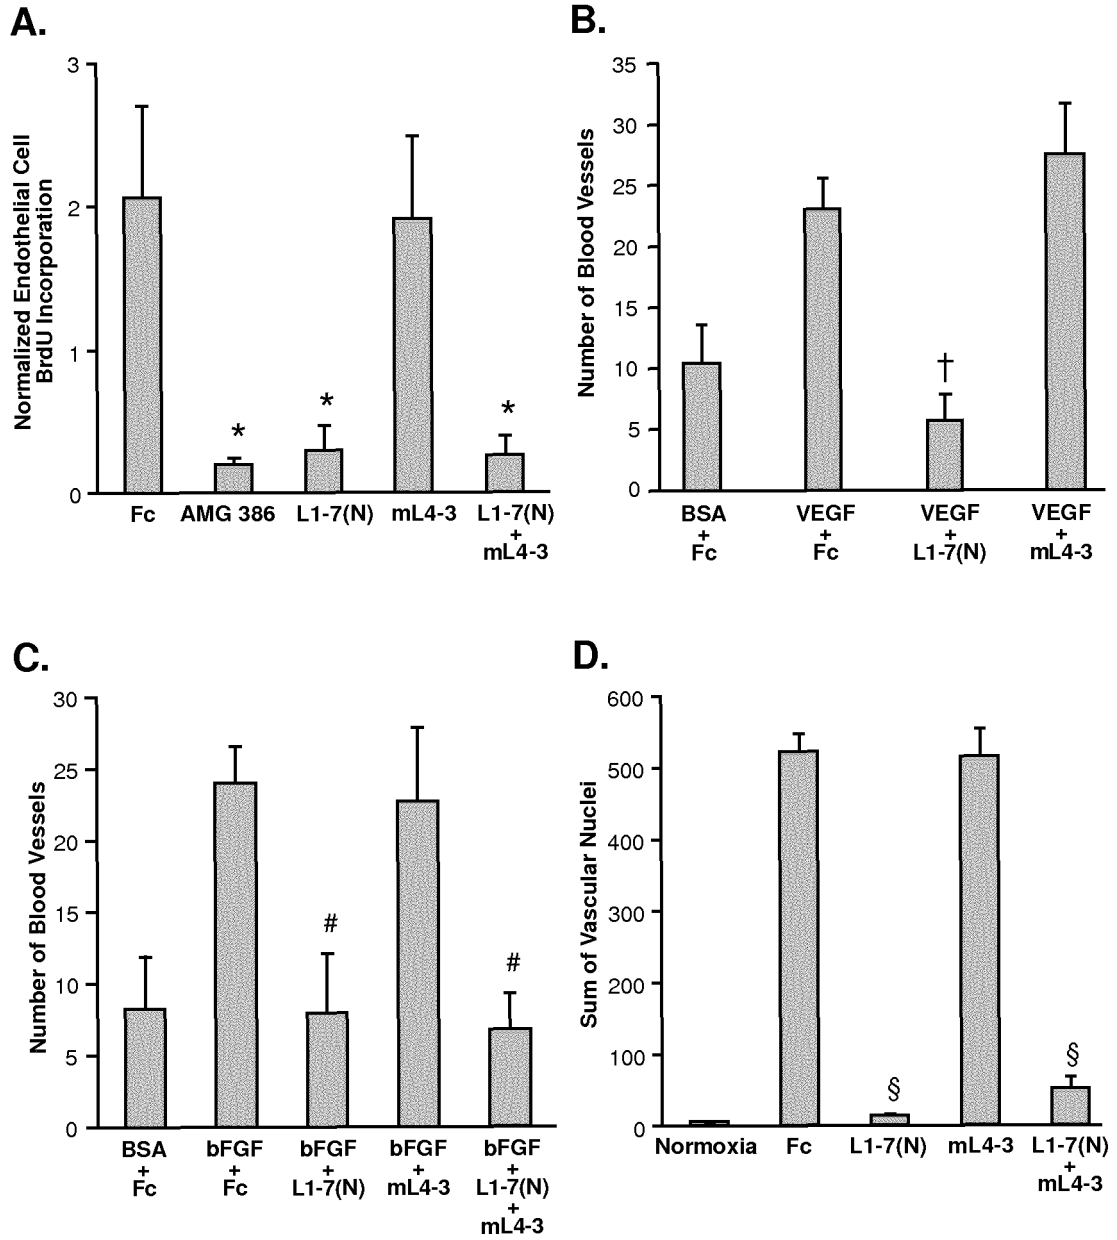 A.
Normalized Endothelial Cell
BrdU Incorporation
3
2
1
0
*
*
*
Fc AMG 386 L1-7(N) mL4-3 L1-7(N)
+
mL4-3
B.
Number of Blood Vessels
35
30
25
20
15
10
5
0
†
BSA VEGF VEGF VEGF
+ + + +
Fc Fc L1-7(N) mL4-3
C.
Number of Blood Vessels
30
25
20
15
10
5
0
#
#
BSA bFGF bFGF bFGF bFGF
+ + + + +
Fc Fc L1-7(N) mL4-3 L1-7(N)
+
mL4-3
D.
Sum of Vascular Nuclei
600
500
400
300
200
100
0
§
§
Normoxia Fc L1-7(N) mL4-3 L1-7(N)
+
mL4-3